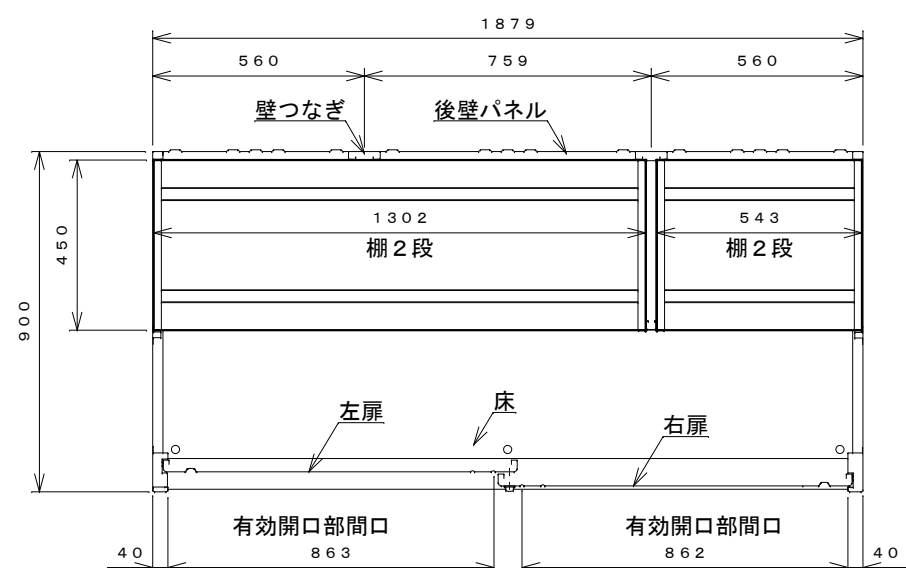 1879
560 759 560
壁つなぎ 後壁パネル
1302 543
棚2段 棚2段
450
900
床
左扉 右扉
有効開口部間口 有効開口部間口
40 863 862 40